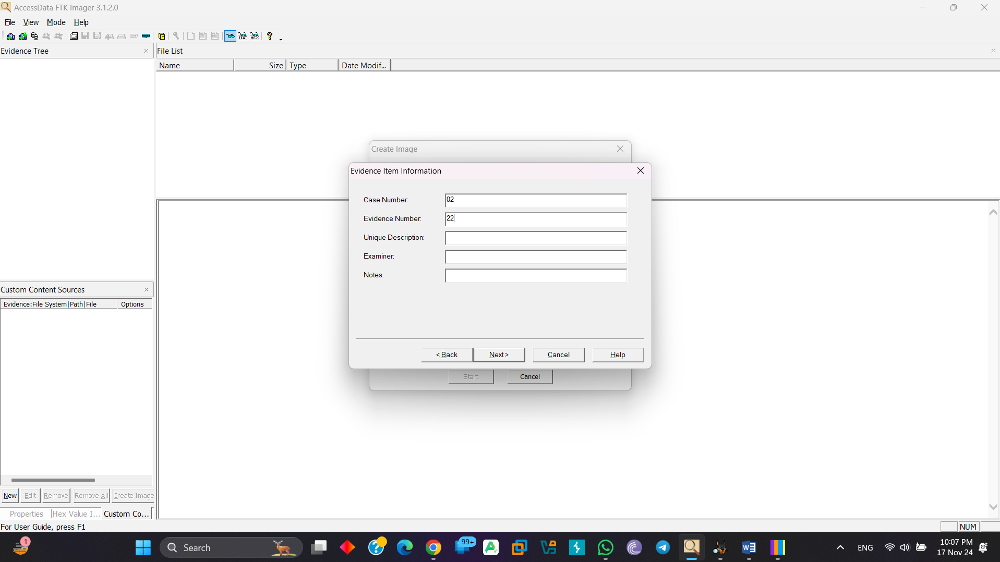 AccessData FTK Imager 3.1.2.0
File View Mode Help
TEXT HEX
Evidence Tree
File List
Name Size Type Date Modif...
Create Image
Evidence Item Information
Case Number: 02
Evidence Number: 22
Unique Description:
Examiner:
Notes:
< Back Next > Cancel Help
Start Cancel
Custom Content Sources
Evidence:File System|Path|File Options
New Edit Remove Remove All Create Image
Properties Hex Value I... Custom Co...
For User Guide, press F1
NUM
1
Search
99+
ENG
10:07 PM
17 Nov 24